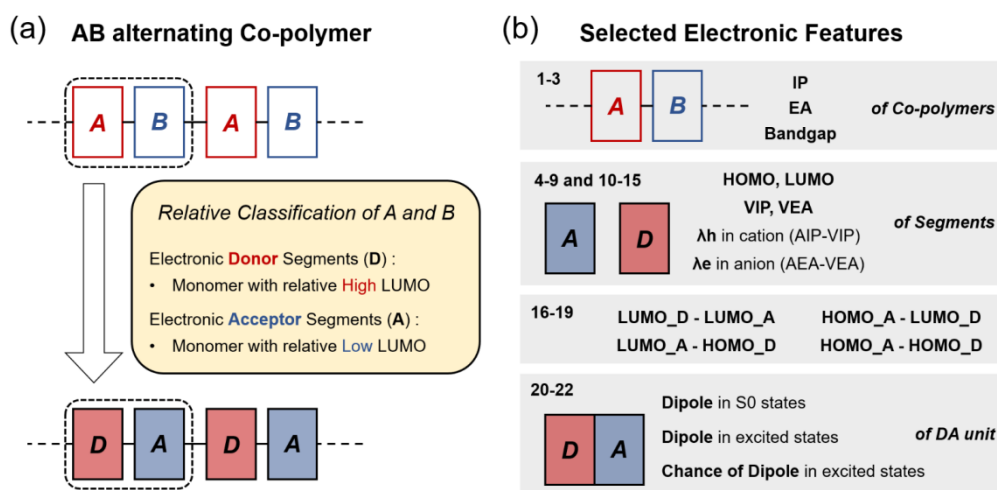 (a) AB alternating Co-polymer
A B A B
Relative Classification of A and B
Electronic Donor Segments (D) :
• Monomer with relative High LUMO
Electronic Acceptor Segments (A) :
• Monomer with relative Low LUMO
D A D A
(b) Selected Electronic Features
1-3
A B
IP
EA
Bandgap
of Co-polymers
4-9 and 10-15
A D
HOMO, LUMO
VIP, VEA
λh in cation (AIP-VIP)
λe in anion (AEA-VEA)
of Segments
16-19
LUMO_D - LUMO_A HOMO_A - LUMO_D
LUMO_A - HOMO_D HOMO_A - HOMO_D
20-22
D A
Dipole in S0 states
Dipole in excited states
Chance of Dipole in excited states
of DA unit